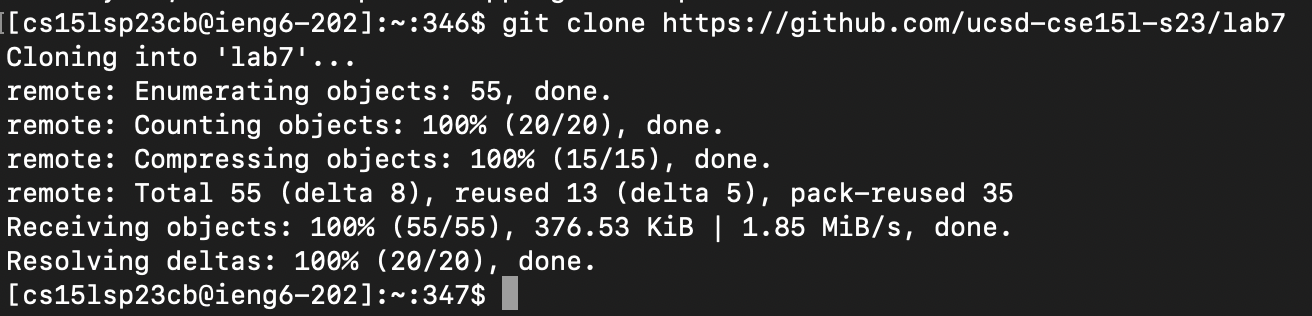 [cs15lsp23cb@ieng6-202]:~:346$ git clone https://github.com/ucsd-cse15l-s23/lab7
Cloning into 'lab7'...
remote: Enumerating objects: 55, done.
remote: Counting objects: 100% (20/20), done.
remote: Compressing objects: 100% (15/15), done.
remote: Total 55 (delta 8), reused 13 (delta 5), pack-reused 35
Receiving objects: 100% (55/55), 376.53 KiB | 1.85 MiB/s, done.
Resolving deltas: 100% (20/20), done.
[cs15lsp23cb@ieng6-202]:~:347$